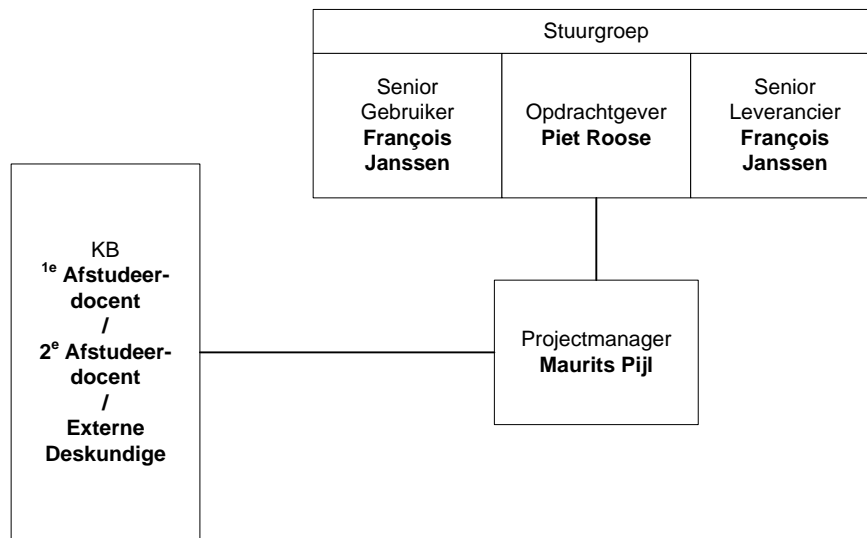 Stuurgroep
Senior
Gebruiker
François
Janssen
Opdrachtgever
Piet Roose
Senior
Leverancier
François
Janssen
KB
1e Afstudeer-
docent
/
2e Afstudeer-
docent
/
Externe
Deskundige
Projectmanager
Maurits Pijl